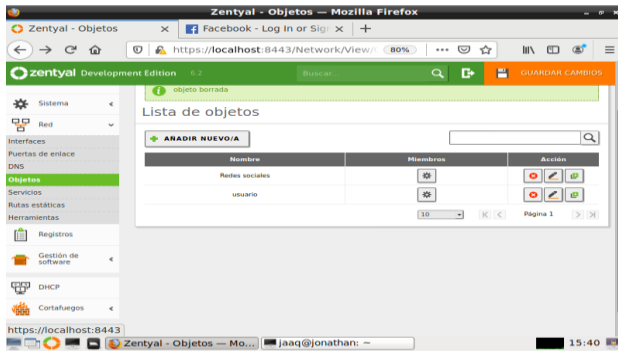 Zentyal - Objetos — Mozilla Firefox
Zentyal - Objetos
Facebook - Log In or Sig
https://localhost:8443/Network/View/
80%
zentyal Development Edition 6.2
Buscar...
GUARDAR CAMBIOS
objeto borrada
Sistema
Lista de objetos
Red
AÑADIR NUEVO/A
Interfaces
Puertas de enlace
DNS
Objetos
Servicios
Rutas estáticas
Herramientas
Nombre Miembros Acción
Redes sociales
usuario
10 Página 1
Registros
Gestión de
software
DHCP
Cortafuegos
https://localhost:8443
Zentyal - Objetos — Mo...
jaaq@jonathan: ~
15:40